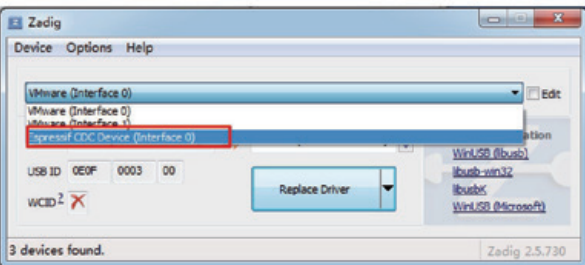 Zadig
Device Options Help
VMware (Interface 0)
Edit
VMware (Interface 0)
VMware (Interface 1)
Espressif CDC Device (Interface 0)
ation
WinUSB (libusb)
USB ID 0E0F 0003 00
libusb-win32
Replace Driver
libusbK
WCID ?
WinUSB (Microsoft)
3 devices found.
Zadig 2.5.730